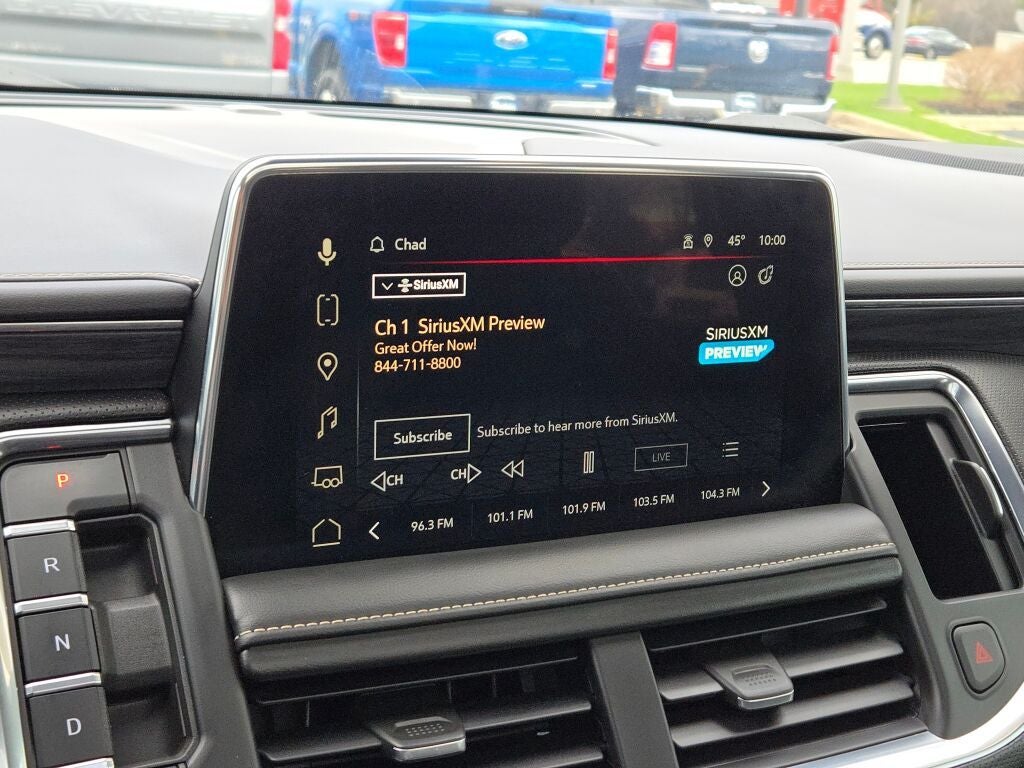 CHEVROLET
Ford
Chad
45° 10:00
SiriusXM
Ch 1 SiriusXM Preview
Great Offer Now!
844-711-8800
SIRIUSXM
PREVIEW
Subscribe
Subscribe to hear more from SiriusXM.
CH
CH
LIVE
96.3 FM
101.1 FM
101.9 FM
103.5 FM
104.3 FM
P
R
N
D